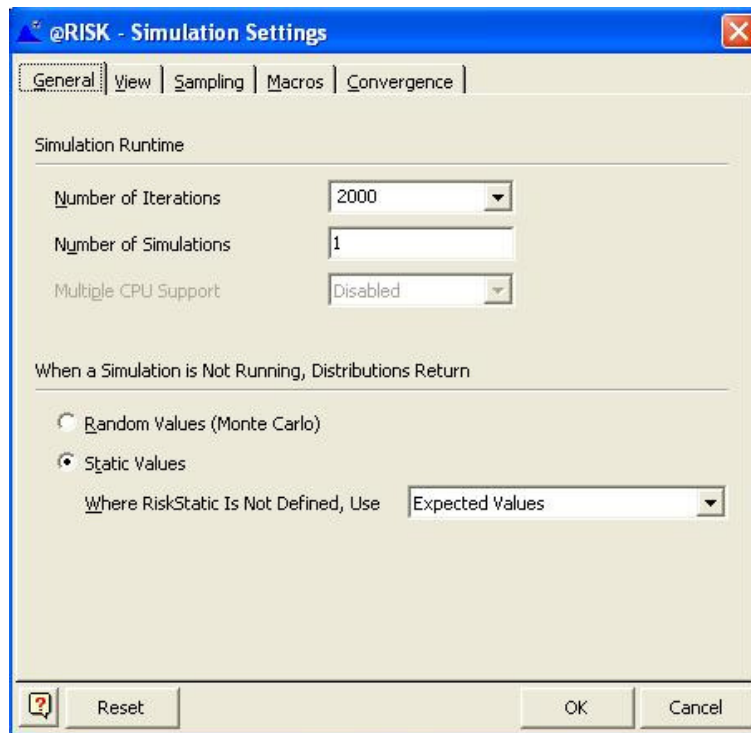 @RISK - Simulation Settings
General View Sampling Macros Convergence
Simulation Runtime
Number of Iterations 2000
Number of Simulations 1
Multiple CPU Support Disabled
When a Simulation is Not Running, Distributions Return
Random Values (Monte Carlo)
Static Values
Where RiskStatic Is Not Defined, Use Expected Values
? Reset OK Cancel